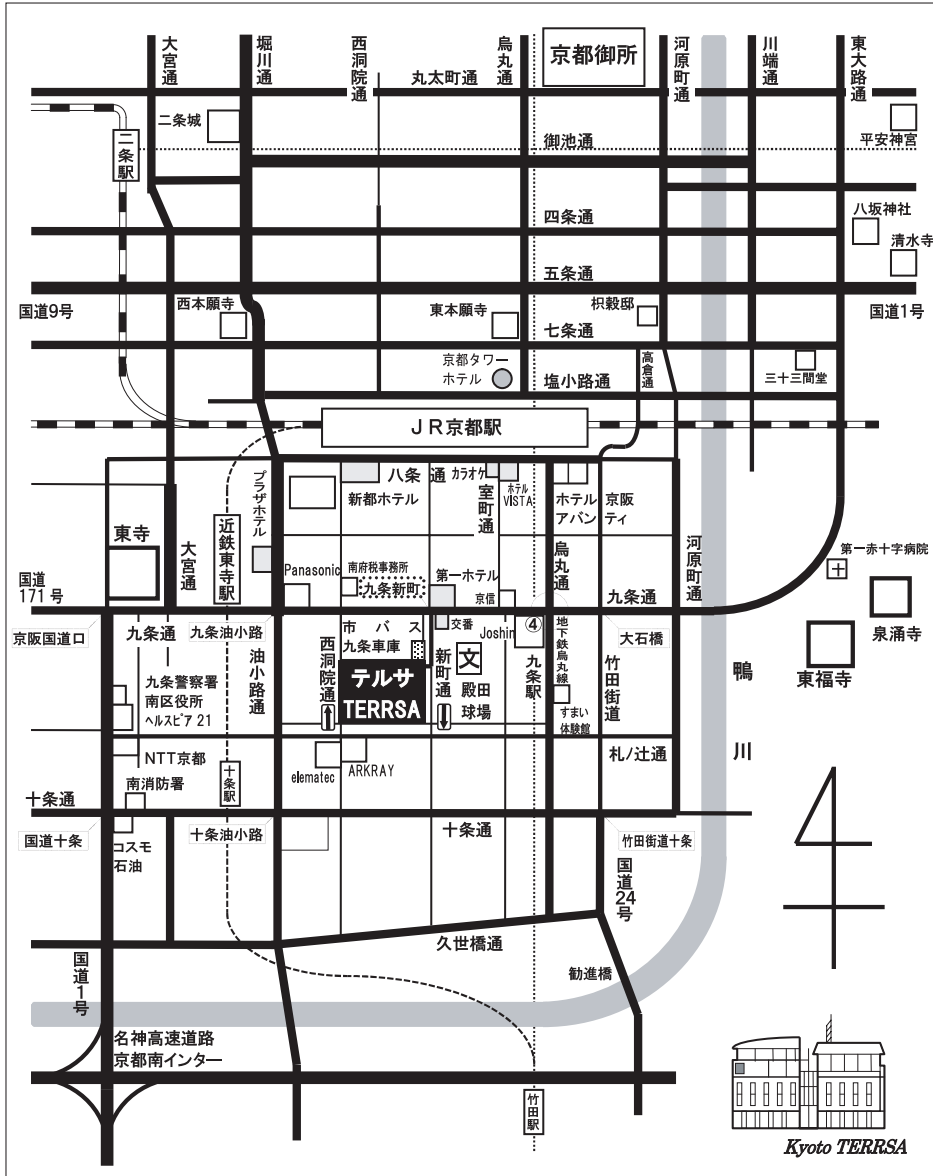 大宮通
堀川通
西洞院通
烏丸通
京都御所
河原町通
川端通
東大路通
丸太町通
二条城
二条駅
御池通
平安神宮
四条通
八坂神社
清水寺
五条通
国道9号
西本願寺
東本願寺
枳殻邸
国道1号
七条通
京都タワー
ホテル
高倉通
三十三間堂
塩小路通
JR京都駅
プラザホテル
八条通
カラオケ
新都ホテル
室町通
ホテル
VISTA
ホテル
アバン
京阪
ティ
東寺
大宮通
近鉄東寺駅
烏丸通
河原町通
第一赤十字病院
Panasonic
南府税事務所
九条新町
第一ホテル
京信
国道
171号
九条通
泉涌寺
京阪国道口
九条通
九条油小路
市バス
九条車庫
交番
Joshin
④
地下鉄烏丸線
大石橋
東福寺
油小路通
西洞院通
テルサ
TERRSA
新町通
文
殿田
球場
九条駅
竹田街道
鴨川
九条警察署
南区役所
ヘルスピア21
すまい
体験館
NTT京都
十条駅
elematec
ARKRAY
札ノ辻通
南消防署
十条通
十条通
国道十条
十条油小路
竹田街道十条
コスモ
石油
国道24号
4
久世橋通
国道1号
勧進橋
名神高速道路
京都南インター
竹田駅
Kyoto TERRSA